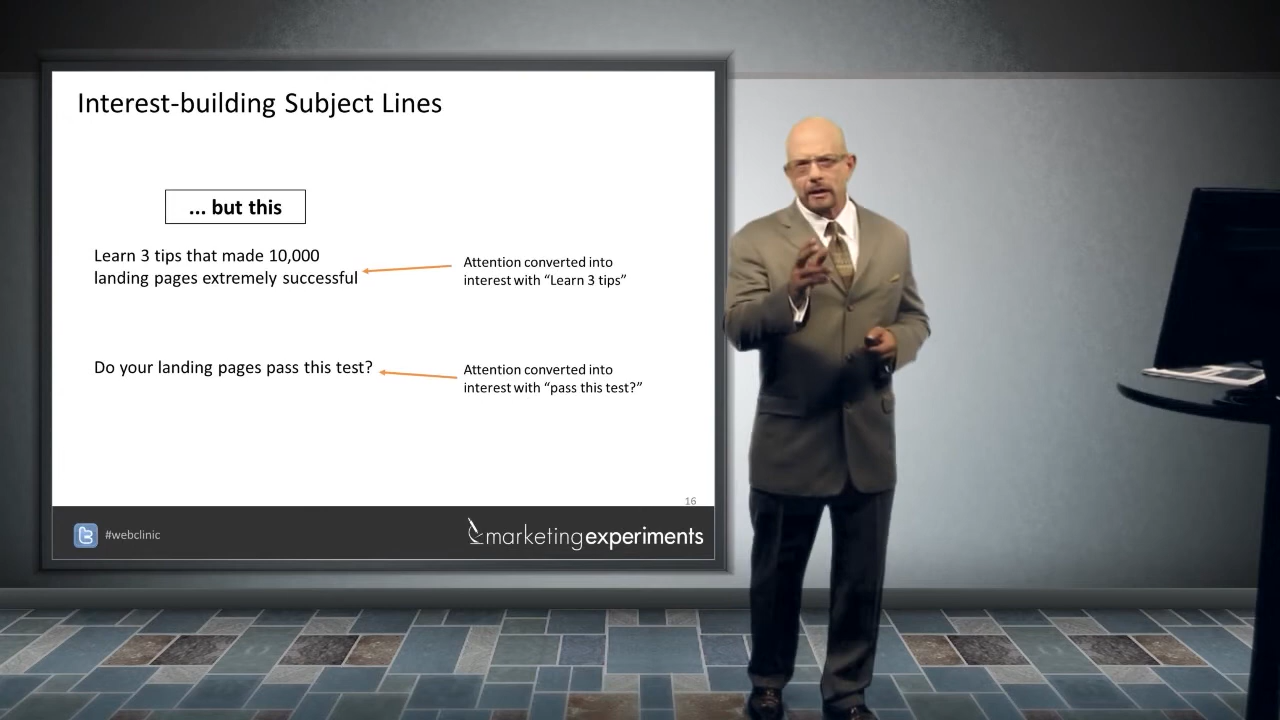 Interest-building Subject Lines
... but this
Learn 3 tips that made 10,000
landing pages extremely successful
Attention converted into
interest with “Learn 3 tips”
Do your landing pages pass this test?
Attention converted into
interest with “pass this test?”
16
#webclinic
marketingexperiments